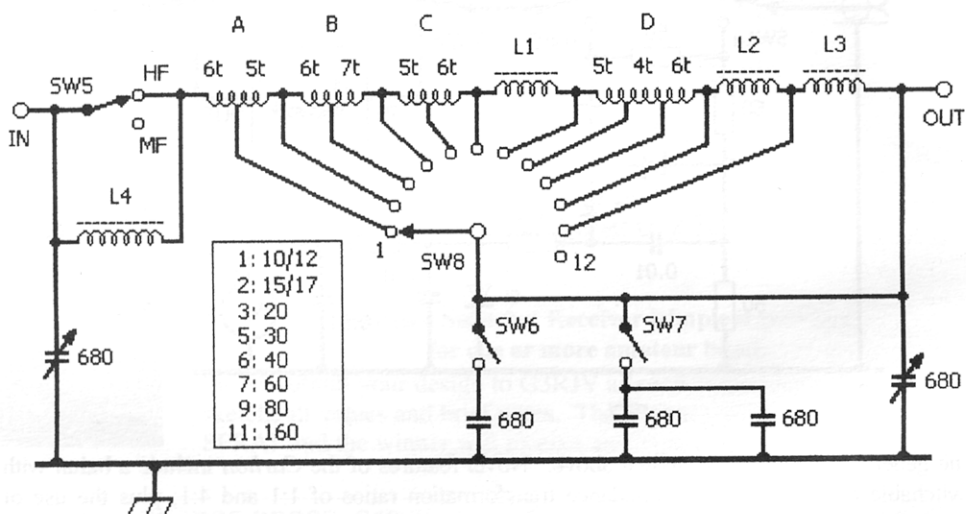 A B C L1 D L2 L3
6t 5t 6t 7t 5t 6t 5t 4t 6t
SW5 HF
IN MF OUT
L4
1 SW8 12
1: 10/12
2: 15/17
3: 20
5: 30
6: 40
7: 60
9: 80
11: 160
SW6 SW7
680 680
680 680 680
0.01